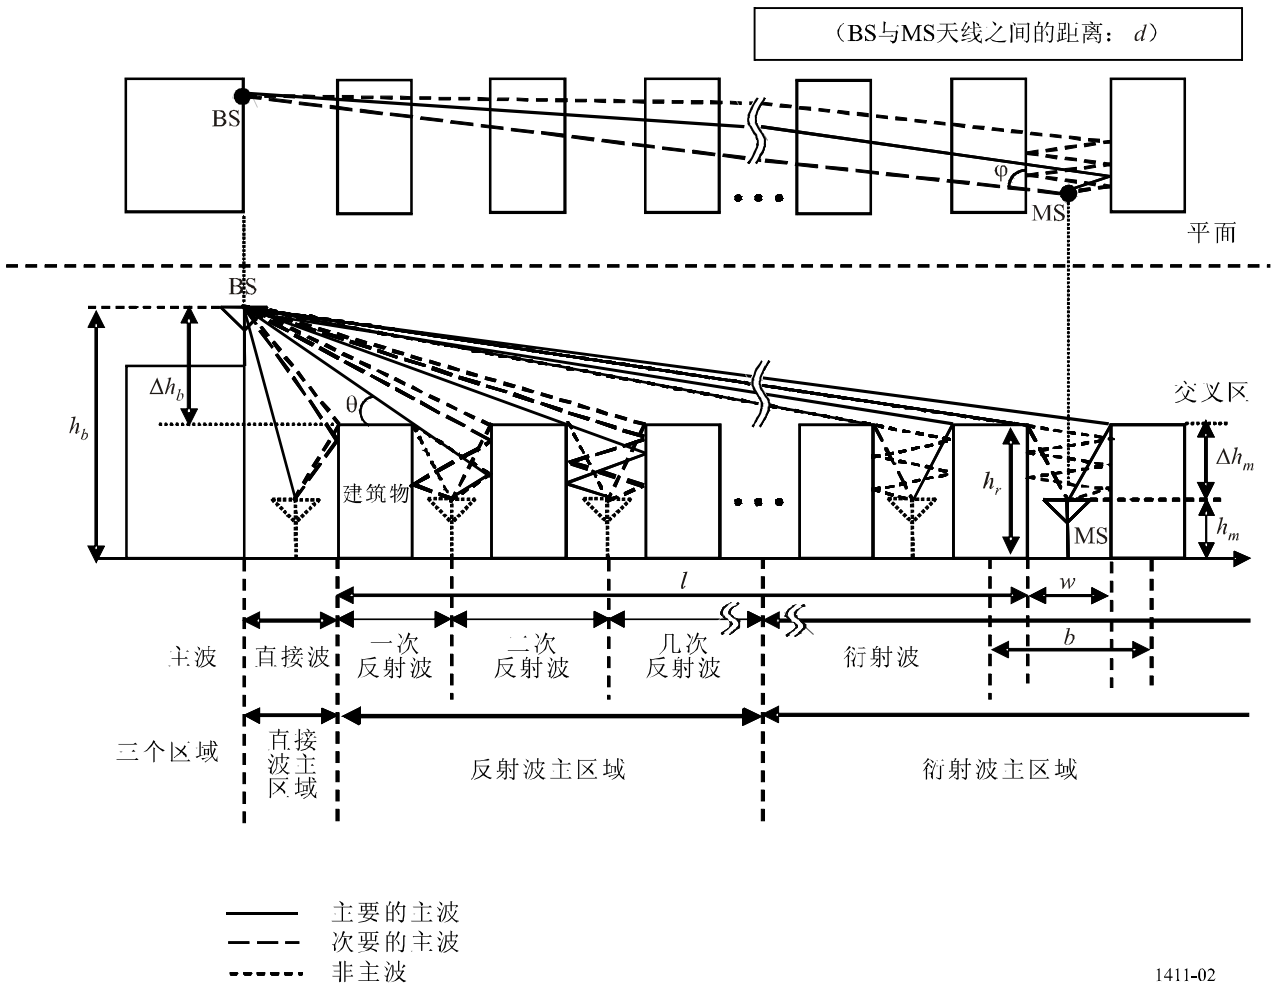 （BS与MS天线之间的距离： d）
BS
φ
MS
平面
BS
Δh_b
h_b
θ
交叉区
Δh_m
h_r
建筑物
h_m
MS
l
w
b
主波
直接波
一次
反射波
二次
反射波
几次
反射波
衍射波
三个区域
直接
波主
区域
反射波主区域
衍射波主区域
主要的主波
次要的主波
非主波
1411-02